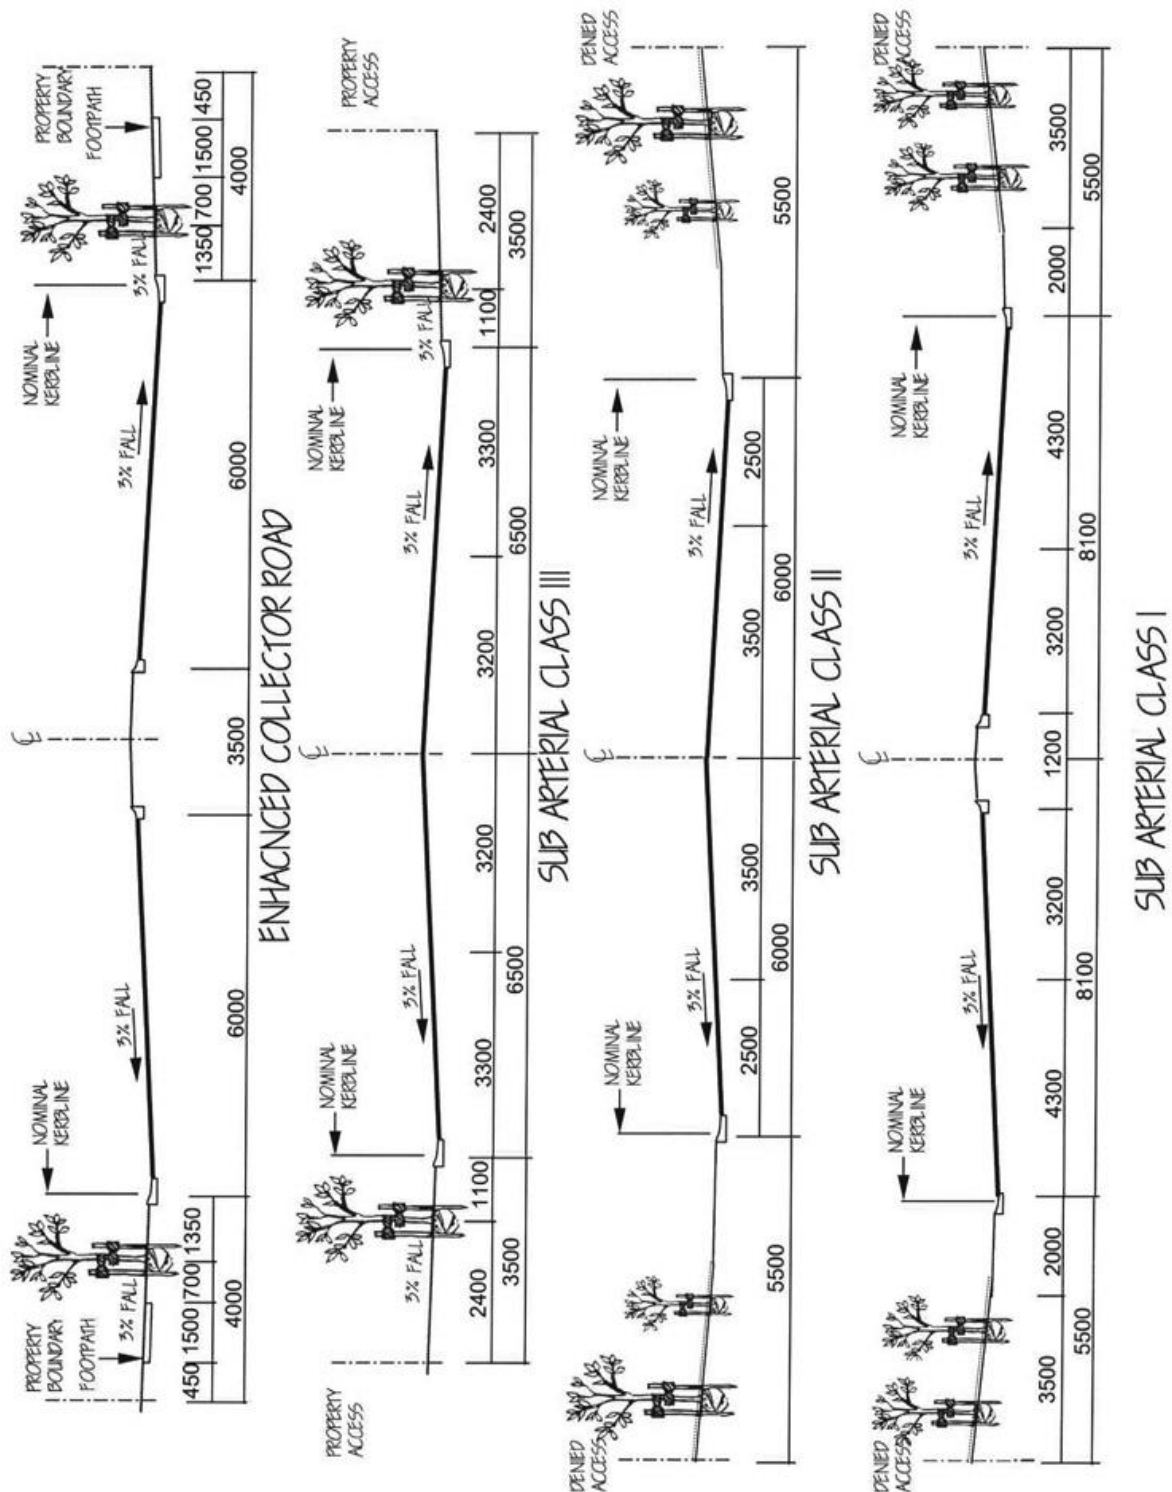 ℄
PROPERTY
BOUNDARY
FOOTPATH
3% FALL
NOMINAL
KERBLINE
3% FALL
3% FALL
NOMINAL
KERBLINE
3% FALL
PROPERTY
BOUNDARY
FOOTPATH
450 1500 700 1350 1350 700 1500 450
4000 6000 3500 6000 4000
ENHACNCED COLLECTOR ROAD
℄
PROPERTY
ACCESS
3% FALL
NOMINAL
KERBLINE
3% FALL
3% FALL
NOMINAL
KERBLINE
3% FALL
PROPERTY
ACCESS
2400 1100 3300 3200 3200 3300 1100 2400
3500 6500 6500 3500
SUB ARTERIAL CLASS III
℄
DENIED
ACCESS
NOMINAL
KERBLINE
3% FALL
3% FALL
NOMINAL
KERBLINE
DENIED
ACCESS
2500 3500 3500 2500
5500 6000 6000 5500
SUB ARTERIAL CLASS II
℄
DENIED
ACCESS
NOMINAL
KERBLINE
3% FALL
3% FALL
NOMINAL
KERBLINE
DENIED
ACCESS
3500 2000 4300 3200 1200 3200 4300 2000 3500
5500 8100 8100 5500
SUB ARTERIAL CLASS I